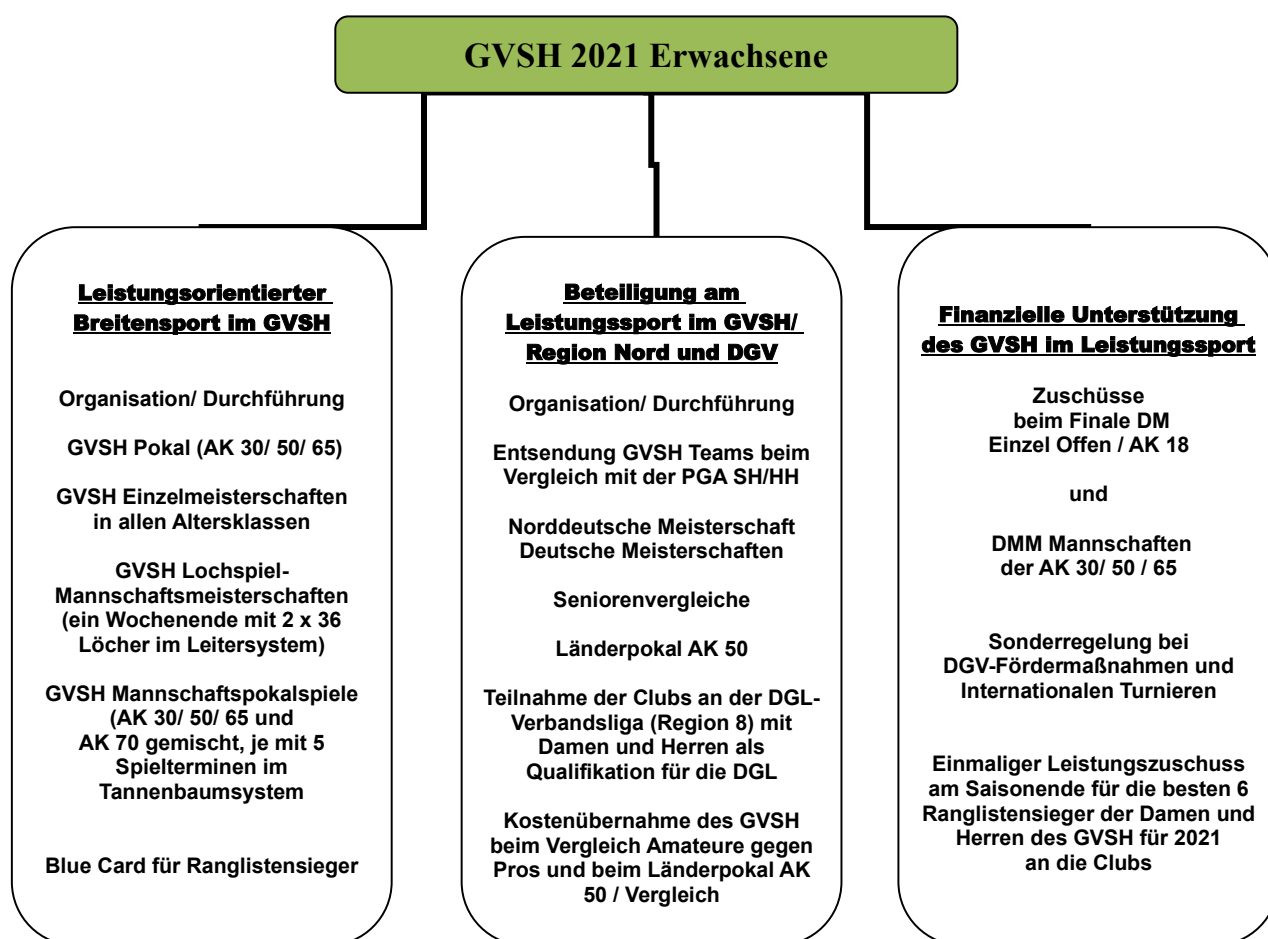 GVSH 2021 Erwachsene
Leistungsorientierter
Breitensport im GVSH
Organisation/ Durchführung
GVSH Pokal (AK 30/ 50/ 65)
GVSH Einzelmeisterschaften
in allen Altersklassen
GVSH Lochspiel-
Mannschaftsmeisterschaften
(ein Wochenende mit 2 x 36
Löcher im Leitersystem)
GVSH Mannschaftspokalspiele
(AK 30/ 50/ 65 und
AK 70 gemischt, je mit 5
Spielterminen im
Tannenbaumsystem
Blue Card für Ranglistensieger
Beteiligung am
Leistungssport im GVSH/
Region Nord und DGV
Organisation/ Durchführung
Entsendung GVSH Teams beim
Vergleich mit der PGA SH/HH
Norddeutsche Meisterschaft
Deutsche Meisterschaften
Seniorenvergleiche
Länderpokal AK 50
Teilnahme der Clubs an der DGL-
Verbandsliga (Region 8) mit
Damen und Herren als
Qualifikation für die DGL
Kostenübernahme des GVSH
beim Vergleich Amateure gegen
Pros und beim Länderpokal AK
50 / Vergleich
Finanzielle Unterstützung
des GVSH im Leistungssport
Zuschüsse
beim Finale DM
Einzel Offen / AK 18
und
DMM Mannschaften
der AK 30/ 50 / 65
Sonderregelung bei
DGV-Fördermaßnahmen und
Internationalen Turnieren
Einmaliger Leistungszuschuss
am Saisonende für die besten 6
Ranglistensieger der Damen und
Herren des GVSH für 2021
an die Clubs